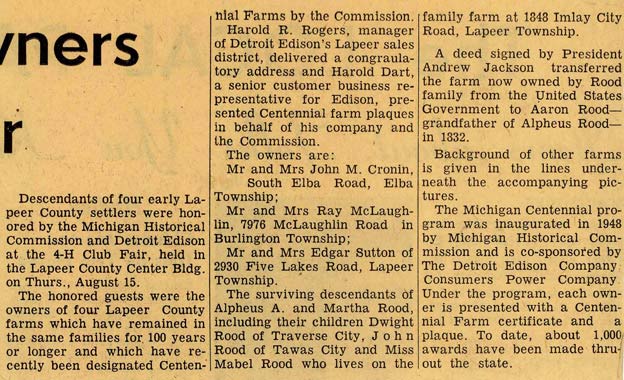 wners
r
Descendants of four early La-
peer County settlers were hon-
ored by the Michigan Historical
Commission and Detroit Edison
at the 4-H Club Fair, held in
the Lapeer County Center Bldg.
on Thurs., August 15.
The honored guests were the
owners of four Lapeer County
farms which have remained in
the same families for 100 years
or longer and which have re-
cently been designated Centen-
nial Farms by the Commission.
Harold R. Rogers, manager
of Detroit Edison's Lapeer sales
district, delivered a congraula-
tory address and Harold Dart,
a senior customer business re-
presentative for Edison, pre-
sented Centennial farm plaques
in behalf of his company and
the Commission.
The owners are:
Mr and Mrs John M. Cronin,
South Elba Road, Elba
Township;
Mr and Mrs Ray McLaugh-
lin, 7976 McLaughlin Road in
Burlington Township;
Mr and Mrs Edgar Sutton of
2930 Five Lakes Road, Lapeer
Township.
The surviving descendants of
Alpheus A. and Martha Rood,
including their children Dwight
Rood of Traverse City, John
Rood of Tawas City and Miss
Mabel Rood who lives on the
family farm at 1848 Imlay City
Road, Lapeer Township.
A deed signed by President
Andrew Jackson transferred
the farm now owned by Rood
family from the United States
Government to Aaron Rood—
grandfather of Alpheus Rood—
in 1832.
Background of other farms
is given in the lines under-
neath the accompanying pic-
tures.
The Michigan Centennial pro-
gram was inaugurated in 1948
by Michigan Historical Com-
mission and is co-sponsored by
The Detroit Edison Company
Consumers Power Company.
Under the program, each own-
er is presented with a Centen-
nial Farm certificate and a
plaque. To date, about 1,000
awards have been made thru-
out the state.